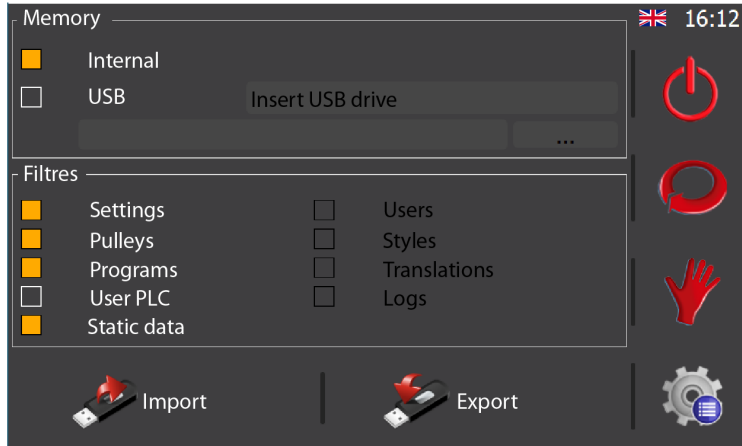 Memory
16:12
Internal
USB Insert USB drive
...
Filtres
Settings Users
Pulleys Styles
Programs Translations
User PLC Logs
Static data
Import Export